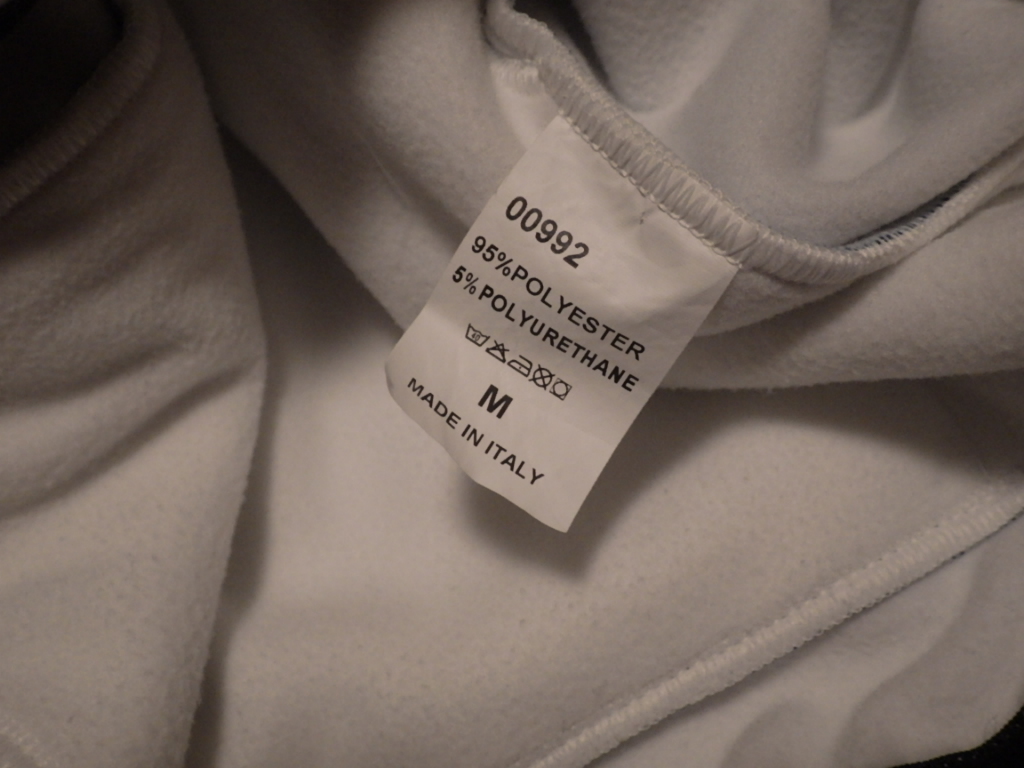 00992
95%POLYESTER
5%POLYURETHANE
M
MADE IN ITALY